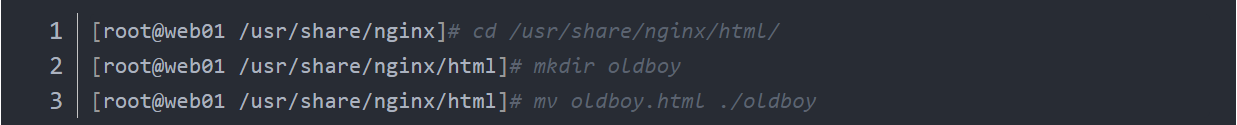 1 [root@web01 /usr/share/nginx]# cd /usr/share/nginx/html/
2 [root@web01 /usr/share/nginx/html]# mkdir oldboy
3 [root@web01 /usr/share/nginx/html]# mv oldboy.html ./oldboy